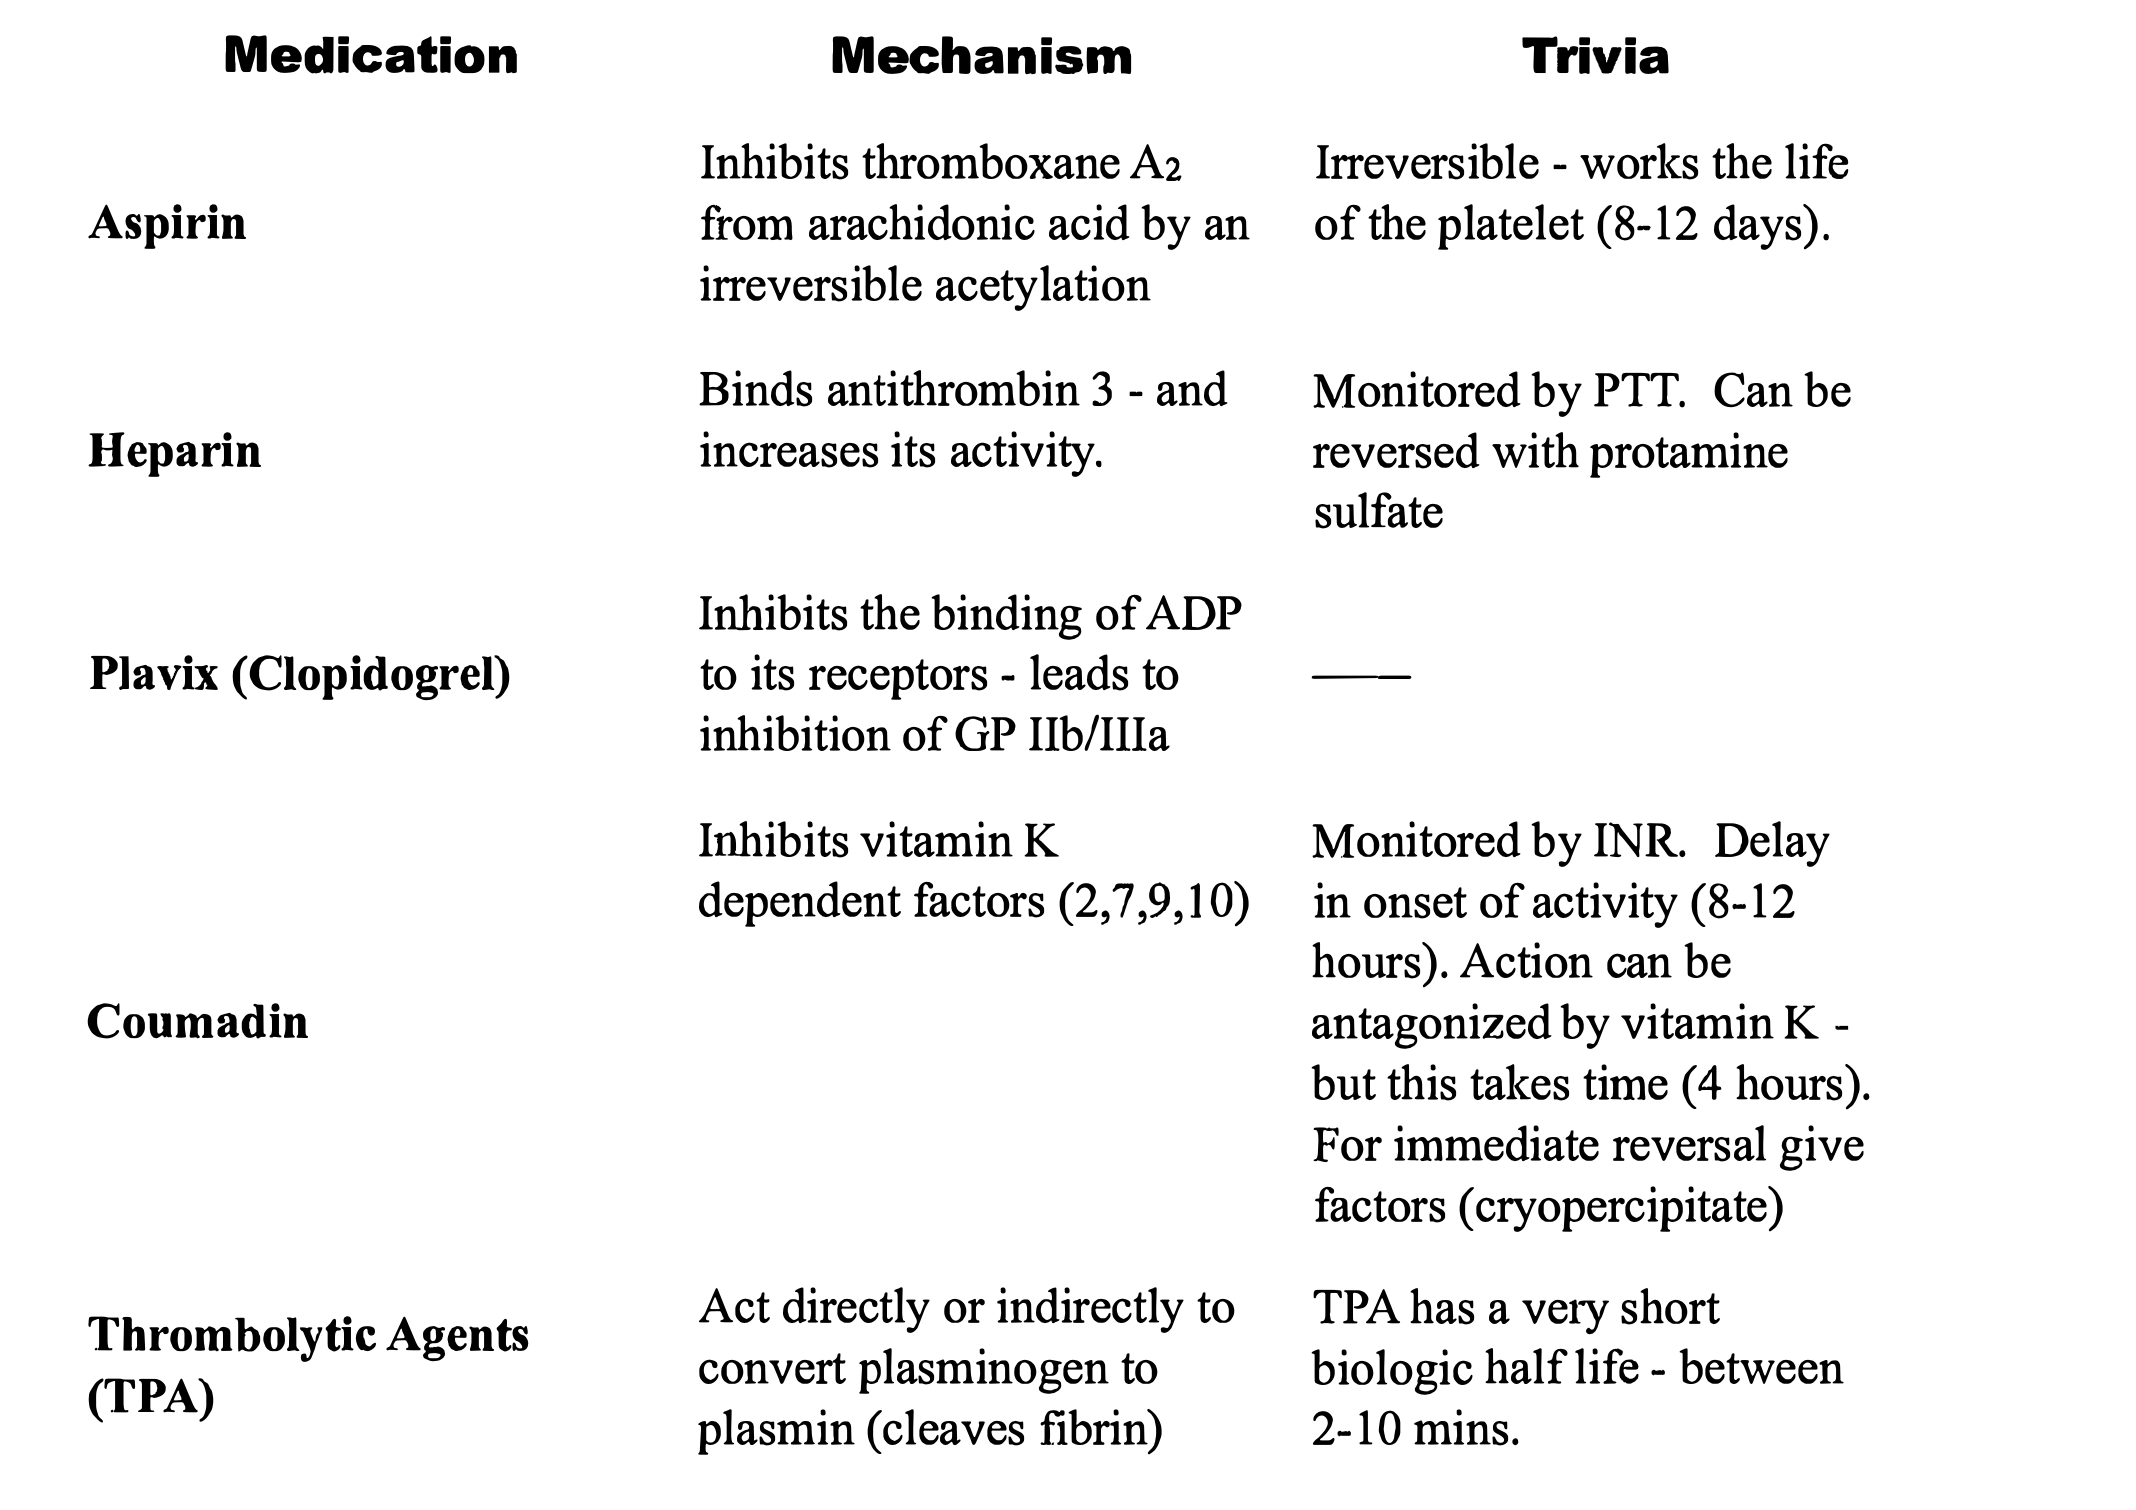 Medication Mechanism Trivia
Aspirin
Inhibits thromboxane A2
from arachidonic acid by an
irreversible acetylation
Irreversible - works the life
of the platelet (8-12 days).
Heparin
Binds antithrombin 3 - and
increases its activity.
Monitored by PTT. Can be
reversed with protamine
sulfate
Plavix (Clopidogrel)
Inhibits the binding of ADP
to its receptors - leads to
inhibition of GP IIb/IIIa
——
Coumadin
Inhibits vitamin K
dependent factors (2,7,9,10)
Monitored by INR. Delay
in onset of activity (8-12
hours). Action can be
antagonized by vitamin K -
but this takes time (4 hours).
For immediate reversal give
factors (cryopercipitate)
Thrombolytic Agents
(TPA)
Act directly or indirectly to
convert plasminogen to
plasmin (cleaves fibrin)
TPA has a very short
biologic half life - between
2-10 mins.